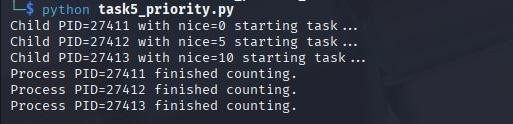 └─$ python task5_priority.py
Child PID=27411 with nice=0 starting task...
Child PID=27412 with nice=5 starting task...
Child PID=27413 with nice=10 starting task...
Process PID=27411 finished counting.
Process PID=27412 finished counting.
Process PID=27413 finished counting.